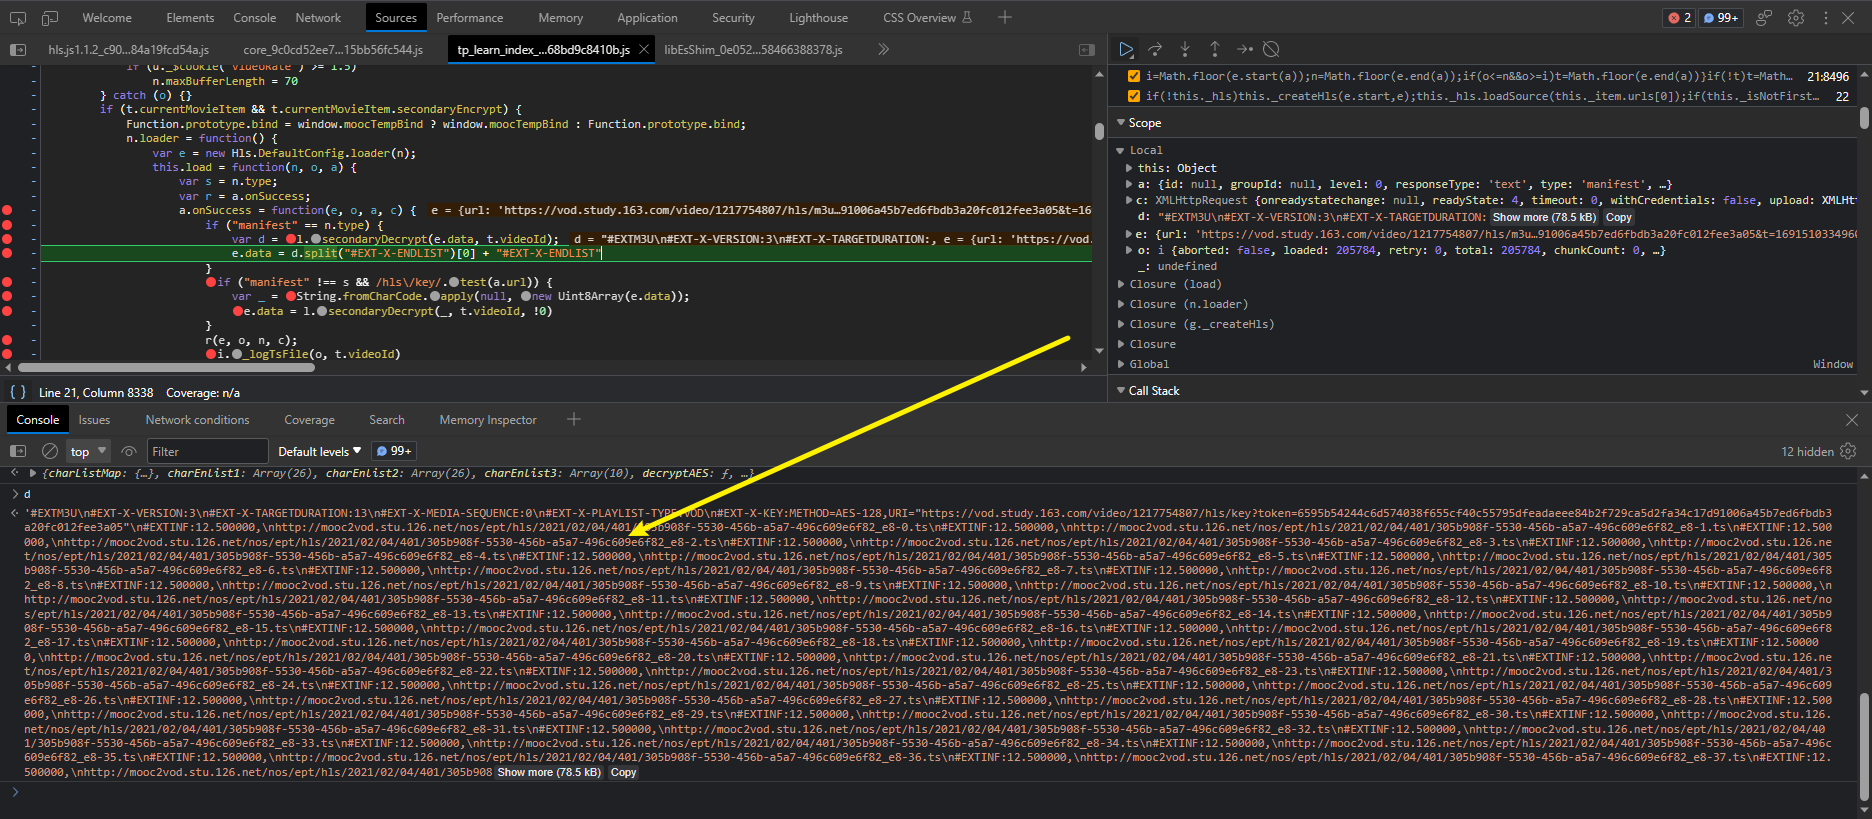 Welcome Elements Console Network Sources Performance Memory Application Security Lighthouse CSS Overview 2 99+
hls.js1.1.2_c90...84a19fcd54a.js core_9c0cd52ee7...15bb56fc544.js tp_learn_index_...68bd9c8410b.js libEsShim_0e052...58466388378.js
if (u._$cookie("videoRate") >= 1.5)
n.maxBufferLength = 70
} catch (o) {}
if (t.currentMovieItem && t.currentMovieItem.secondaryEncrypt) {
Function.prototype.bind = window.moocTempBind ? window.moocTempBind : Function.prototype.bind;
n.loader = function() {
var e = new Hls.DefaultConfig.loader(n);
this.load = function(n, o, a) {
var s = n.type;
var r = a.onSuccess;
a.onSuccess = function(e, o, a, c) { e = {url: 'https://vod.study.163.com/video/1217754807/hls/m3u…91006a45b7ed6fbdb3a20fc012fee3a05&t=169
if ("manifest" == n.type) {
var d = l.secondaryDecrypt(e.data, t.videoId); d = "#EXTM3U\n#EXT-X-VERSION:3\n#EXT-X-TARGETDURATION:, e = {url: 'https://vod.
e.data = d.split("#EXT-X-ENDLIST")[0] + "#EXT-X-ENDLIST"
}
if ("manifest" !== s && /hls\/key/.test(a.url)) {
var _ = String.fromCharCode.apply(null, new Uint8Array(e.data));
e.data = l.secondaryDecrypt(_, t.videoId, !0)
}
r(e, o, n, c);
i._logTsFile(o, t.videoId)
{ } Line 21, Column 8338 Coverage: n/a
i=Math.floor(e.start(a));n=Math.floor(e.end(a));if(o<=n&&o>=i)t=Math.floor(e.end(a))}if(!t)t=Math… 21:8496
if(!this._hls)this._createHls(e.start,e);this._hls.loadSource(this._item.urls[0]);if(this._isNotFirst… 22
Scope
Local
this: Object
a: {id: null, groupId: null, level: 0, responseType: 'text', type: 'manifest', …}
c: XMLHttpRequest {onreadystatechange: null, readyState: 4, timeout: 0, withCredentials: false, upload: XMLHtt
d: "#EXTM3U\n#EXT-X-VERSION:3\n#EXT-X-TARGETDURATION: Show more (78.5 kB) Copy
e: {url: 'https://vod.study.163.com/video/1217754807/hls/m3u…91006a45b7ed6fbdb3a20fc012fee3a05&t=1691510334960
o: i {aborted: false, loaded: 205784, retry: 0, total: 205784, chunkCount: 0, …}
_: undefined
Closure (load)
Closure (n.loader)
Closure (g._createHls)
Closure
Global Window
Call Stack
Console Issues Network conditions Coverage Search Memory Inspector
top Filter Default levels 99+ 12 hidden
{charListMap: {…}, charEnlist1: Array(26), charEnlist2: Array(26), charEnlist3: Array(10), decryptAES: ƒ, …}
d
'#EXTM3U\n#EXT-X-VERSION:3\n#EXT-X-TARGETDURATION:13\n#EXT-X-MEDIA-SEQUENCE:0\n#EXT-X-PLAYLIST-TYPE:VOD\n#EXT-X-KEY:METHOD=AES-128,URI="https://vod.study.163.com/video/1217754807/hls/key?token=6595b54244c6d574038f655cf40c55795dfeadaeee84b2f729ca5d2fa34c17d91006a45b7ed6fbdb3
a20fc012fee3a05"\n#EXTINF:12.500000,\nhttp://mooc2vod.stu.126.net/nos/ept/hls/2021/02/04/401/305b908f-5530-456b-a5a7-496c609e6f82_e8-0.ts\n#EXTINF:12.500000,\nhttp://mooc2vod.stu.126.net/nos/ept/hls/2021/02/04/401/305b908f-5530-456b-a5a7-496c609e6f82_e8-1.ts\n#EXTINF:12.500
000,\nhttp://mooc2vod.stu.126.net/nos/ept/hls/2021/02/04/401/305b908f-5530-456b-a5a7-496c609e6f82_e8-2.ts\n#EXTINF:12.500000,\nhttp://mooc2vod.stu.126.net/nos/ept/hls/2021/02/04/401/305b908f-5530-456b-a5a7-496c609e6f82_e8-3.ts\n#EXTINF:12.500000,\nhttp://mooc2vod.stu.126.ne
t/nos/ept/hls/2021/02/04/401/305b908f-5530-456b-a5a7-496c609e6f82_e8-4.ts\n#EXTINF:12.500000,\nhttp://mooc2vod.stu.126.net/nos/ept/hls/2021/02/04/401/305b908f-5530-456b-a5a7-496c609e6f82_e8-5.ts\n#EXTINF:12.500000,\nhttp://mooc2vod.stu.126.net/nos/ept/hls/2021/02/04/401/305
b908f-5530-456b-a5a7-496c609e6f82_e8-6.ts\n#EXTINF:12.500000,\nhttp://mooc2vod.stu.126.net/nos/ept/hls/2021/02/04/401/305b908f-5530-456b-a5a7-496c609e6f82_e8-7.ts\n#EXTINF:12.500000,\nhttp://mooc2vod.stu.126.net/nos/ept/hls/2021/02/04/401/305b908f-5530-456b-a5a7-496c609e6f8
2_e8-8.ts\n#EXTINF:12.500000,\nhttp://mooc2vod.stu.126.net/nos/ept/hls/2021/02/04/401/305b908f-5530-456b-a5a7-496c609e6f82_e8-9.ts\n#EXTINF:12.500000,\nhttp://mooc2vod.stu.126.net/nos/ept/hls/2021/02/04/401/305b908f-5530-456b-a5a7-496c609e6f82_e8-10.ts\n#EXTINF:12.500000,\n
http://mooc2vod.stu.126.net/nos/ept/hls/2021/02/04/401/305b908f-5530-456b-a5a7-496c609e6f82_e8-11.ts\n#EXTINF:12.500000,\nhttp://mooc2vod.stu.126.net/nos/ept/hls/2021/02/04/401/305b908f-5530-456b-a5a7-496c609e6f82_e8-12.ts\n#EXTINF:12.500000,\nhttp://mooc2vod.stu.126.net/no
s/ept/hls/2021/02/04/401/305b908f-5530-456b-a5a7-496c609e6f82_e8-13.ts\n#EXTINF:12.500000,\nhttp://mooc2vod.stu.126.net/nos/ept/hls/2021/02/04/401/305b908f-5530-456b-a5a7-496c609e6f82_e8-14.ts\n#EXTINF:12.500000,\nhttp://mooc2vod.stu.126.net/nos/ept/hls/2021/02/04/401/305b9
08f-5530-456b-a5a7-496c609e6f82_e8-15.ts\n#EXTINF:12.500000,\nhttp://mooc2vod.stu.126.net/nos/ept/hls/2021/02/04/401/305b908f-5530-456b-a5a7-496c609e6f82_e8-16.ts\n#EXTINF:12.500000,\nhttp://mooc2vod.stu.126.net/nos/ept/hls/2021/02/04/401/305b908f-5530-456b-a5a7-496c609e6f8
2_e8-17.ts\n#EXTINF:12.500000,\nhttp://mooc2vod.stu.126.net/nos/ept/hls/2021/02/04/401/305b908f-5530-456b-a5a7-496c609e6f82_e8-18.ts\n#EXTINF:12.500000,\nhttp://mooc2vod.stu.126.net/nos/ept/hls/2021/02/04/401/305b908f-5530-456b-a5a7-496c609e6f82_e8-19.ts\n#EXTINF:12.500000
0,\nhttp://mooc2vod.stu.126.net/nos/ept/hls/2021/02/04/401/305b908f-5530-456b-a5a7-496c609e6f82_e8-20.ts\n#EXTINF:12.500000,\nhttp://mooc2vod.stu.126.net/nos/ept/hls/2021/02/04/401/305b908f-5530-456b-a5a7-496c609e6f82_e8-21.ts\n#EXTINF:12.500000,\nhttp://mooc2vod.stu.126.net
/nos/ept/hls/2021/02/04/401/305b908f-5530-456b-a5a7-496c609e6f82_e8-22.ts\n#EXTINF:12.500000,\nhttp://mooc2vod.stu.126.net/nos/ept/hls/2021/02/04/401/305b908f-5530-456b-a5a7-496c609e6f82_e8-23.ts\n#EXTINF:12.500000,\nhttp://mooc2vod.stu.126.net/nos/ept/hls/2021/02/04/401/3
05b908f-5530-456b-a5a7-496c609e6f82_e8-24.ts\n#EXTINF:12.500000,\nhttp://mooc2vod.stu.126.net/nos/ept/hls/2021/02/04/401/305b908f-5530-456b-a5a7-496c609e6f82_e8-25.ts\n#EXTINF:12.500000,\nhttp://mooc2vod.stu.126.net/nos/ept/hls/2021/02/04/401/305b908f-5530-456b-a5a7-496c609
e6f82_e8-26.ts\n#EXTINF:12.500000,\nhttp://mooc2vod.stu.126.net/nos/ept/hls/2021/02/04/401/305b908f-5530-456b-a5a7-496c609e6f82_e8-27.ts\n#EXTINF:12.500000,\nhttp://mooc2vod.stu.126.net/nos/ept/hls/2021/02/04/401/305b908f-5530-456b-a5a7-496c609e6f82_e8-28.ts\n#EXTINF:12.500
000,\nhttp://mooc2vod.stu.126.net/nos/ept/hls/2021/02/04/401/305b908f-5530-456b-a5a7-496c609e6f82_e8-29.ts\n#EXTINF:12.500000,\nhttp://mooc2vod.stu.126.net/nos/ept/hls/2021/02/04/401/305b908f-5530-456b-a5a7-496c609e6f82_e8-30.ts\n#EXTINF:12.500000,\nhttp://mooc2vod.stu.126.
net/nos/ept/hls/2021/02/04/401/305b908f-5530-456b-a5a7-496c609e6f82_e8-31.ts\n#EXTINF:12.500000,\nhttp://mooc2vod.stu.126.net/nos/ept/hls/2021/02/04/401/305b908f-5530-456b-a5a7-496c609e6f82_e8-32.ts\n#EXTINF:12.500000,\nhttp://mooc2vod.stu.126.net/nos/ept/hls/2021/02/04/40
1/305b908f-5530-456b-a5a7-496c609e6f82_e8-33.ts\n#EXTINF:12.500000,\nhttp://mooc2vod.stu.126.net/nos/ept/hls/2021/02/04/401/305b908f-5530-456b-a5a7-496c609e6f82_e8-34.ts\n#EXTINF:12.500000,\nhttp://mooc2vod.stu.126.net/nos/ept/hls/2021/02/04/401/305b908f-5530-456b-a5a7-496c
609e6f82_e8-35.ts\n#EXTINF:12.500000,\nhttp://mooc2vod.stu.126.net/nos/ept/hls/2021/02/04/401/305b908f-5530-456b-a5a7-496c609e6f82_e8-36.ts\n#EXTINF:12.500000,\nhttp://mooc2vod.stu.126.net/nos/ept/hls/2021/02/04/401/305b908f-5530-456b-a5a7-496c609e6f82_e8-37.ts\n#EXTINF:12.
500000,\nhttp://mooc2vod.stu.126.net/nos/ept/hls/2021/02/04/401/305b908 Show more (78.5 kB) Copy